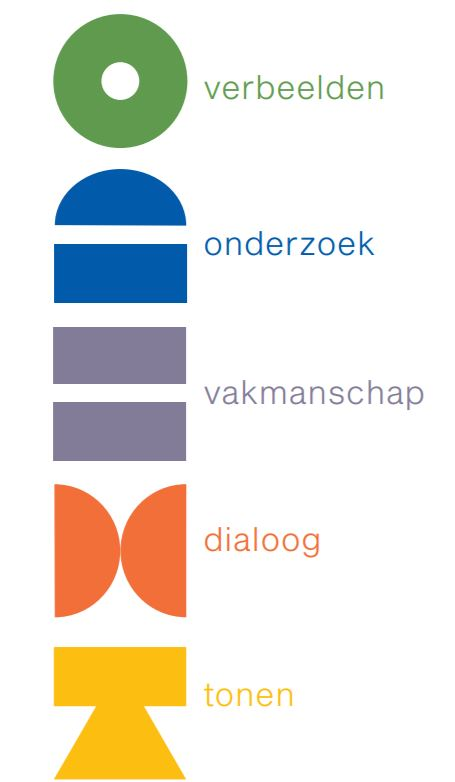 verbeelden
onderzoek
vakmanschap
dialoog
tonen